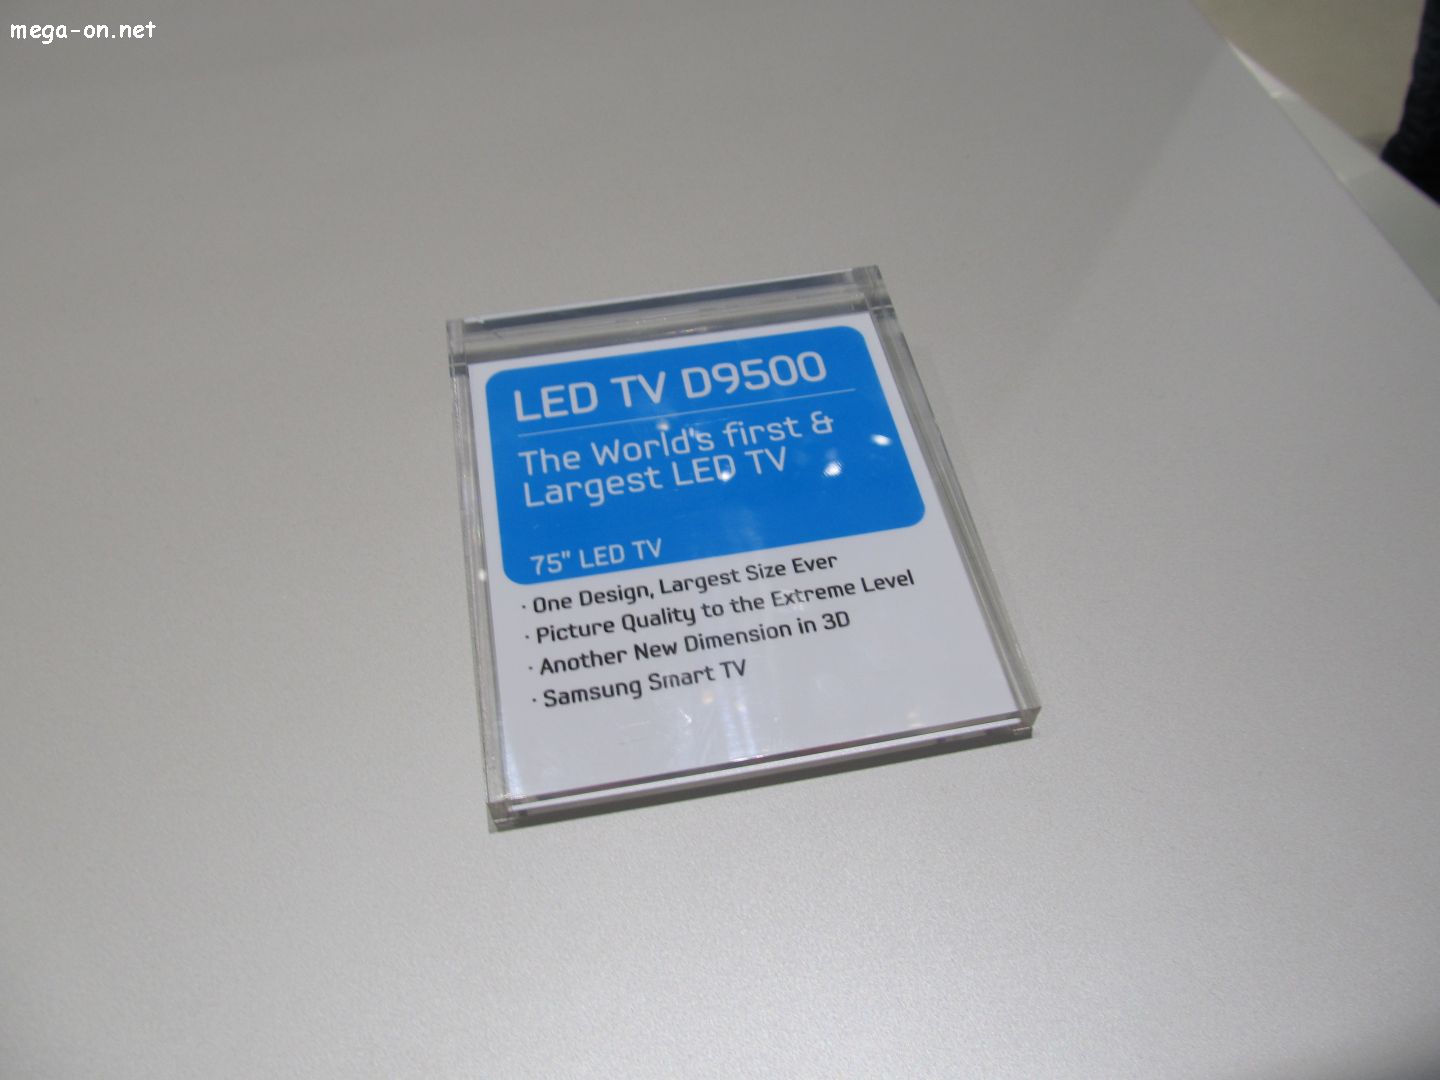 mega-on.net
LED TV D9500
The World's first &
Largest LED TV
75" LED TV
· One Design, Largest Size Ever
· Picture Quality to the Extreme Level
· Another New Dimension in 3D
· Samsung Smart TV